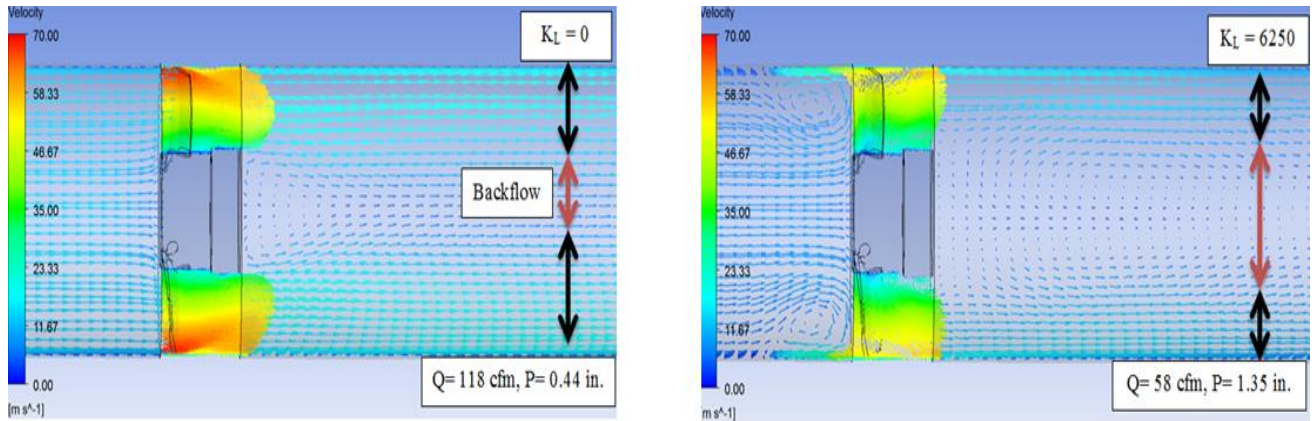 Velocity
70.00
58.33
46.67
35.00
23.33
11.67
0.00
[m s^-1]
K_L = 0
Backflow
Q= 118 cfm, P= 0.44 in.
Velocity
70.00
58.33
46.67
35.00
23.33
11.67
0.00
[m s^-1]
K_L = 6250
Q= 58 cfm, P= 1.35 in.